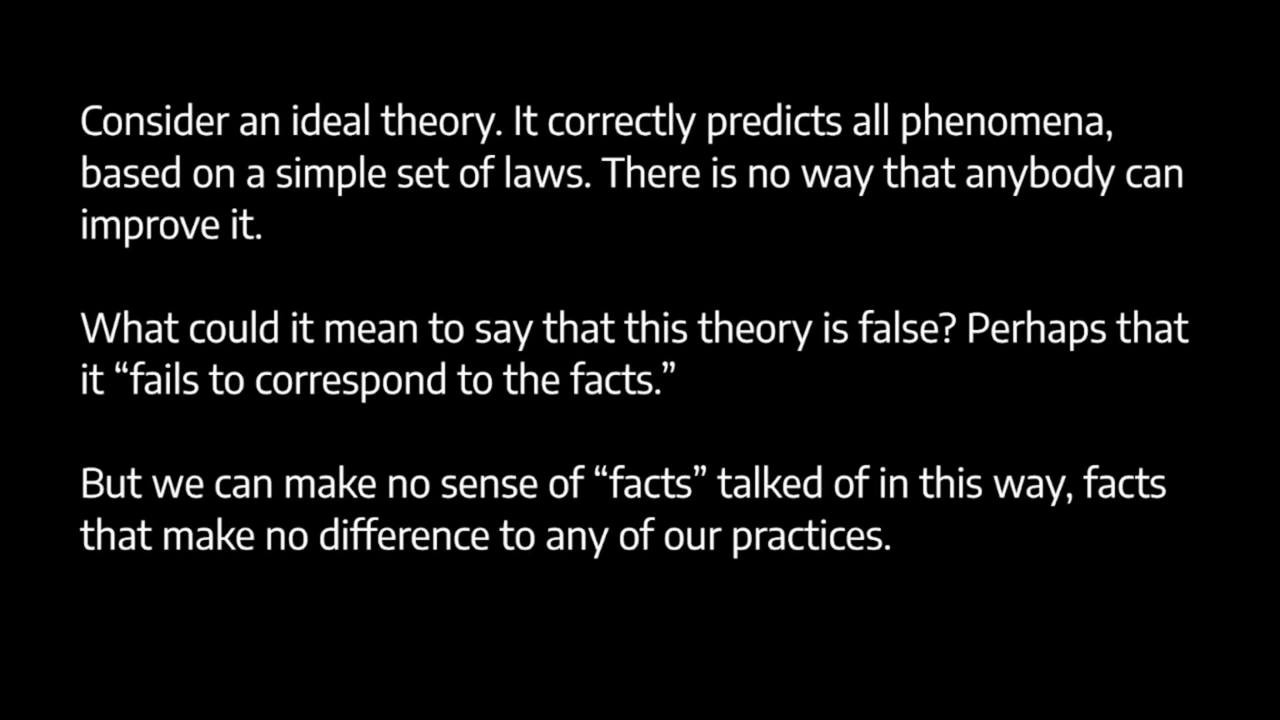 Consider an ideal theory. It correctly predicts all phenomena,
based on a simple set of laws. There is no way that anybody can
improve it.
What could it mean to say that this theory is false? Perhaps that
it “fails to correspond to the facts.”
But we can make no sense of “facts” talked of in this way, facts
that make no difference to any of our practices.